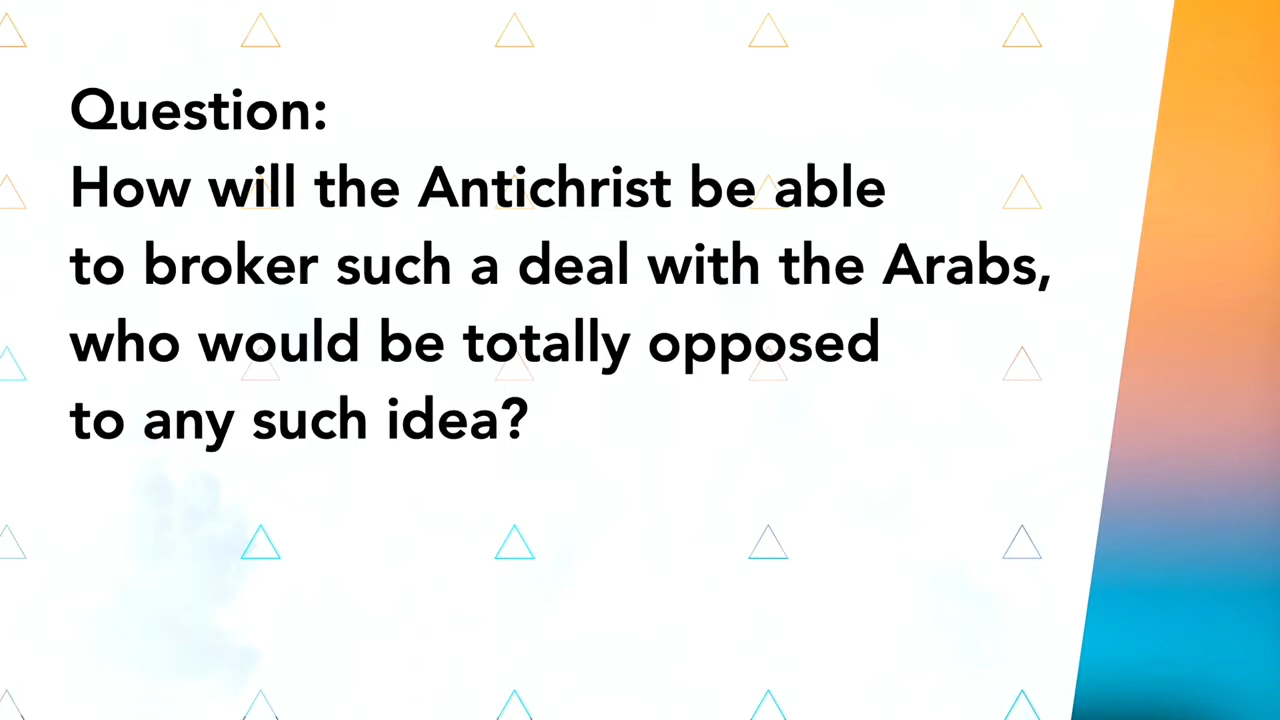 Question:
How will the Antichrist be able
to broker such a deal with the Arabs,
who would be totally opposed
to any such idea?